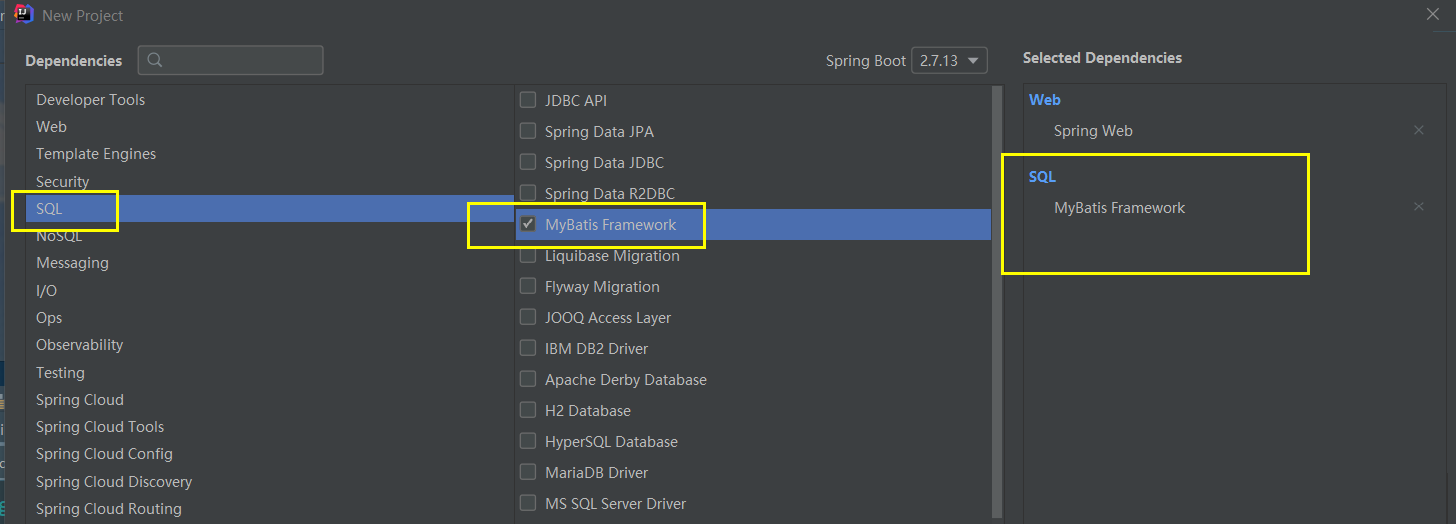 New Project
Dependencies
Spring Boot 2.7.13
Selected Dependencies
Developer Tools
Web
Template Engines
Security
SQL
NoSQL
Messaging
I/O
Ops
Observability
Testing
Spring Cloud
Spring Cloud Tools
Spring Cloud Config
Spring Cloud Discovery
Spring Cloud Routing
JDBC API
Spring Data JPA
Spring Data JDBC
Spring Data R2DBC
MyBatis Framework
Liquibase Migration
Flyway Migration
JOOQ Access Layer
IBM DB2 Driver
Apache Derby Database
H2 Database
HyperSQL Database
MariaDB Driver
MS SQL Server Driver
Web
Spring Web
SQL
MyBatis Framework